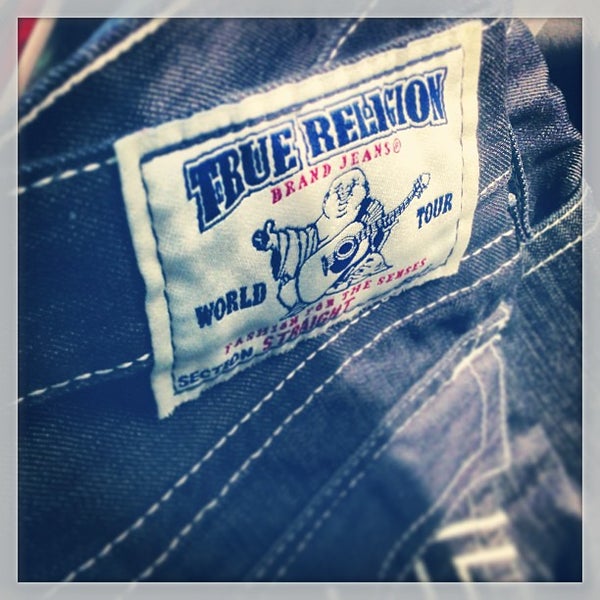 TRUE RELIGION
BRAND JEANS®
WORLD TOUR
FASHION FOR THE SENSES
SECTION STRAIGHT